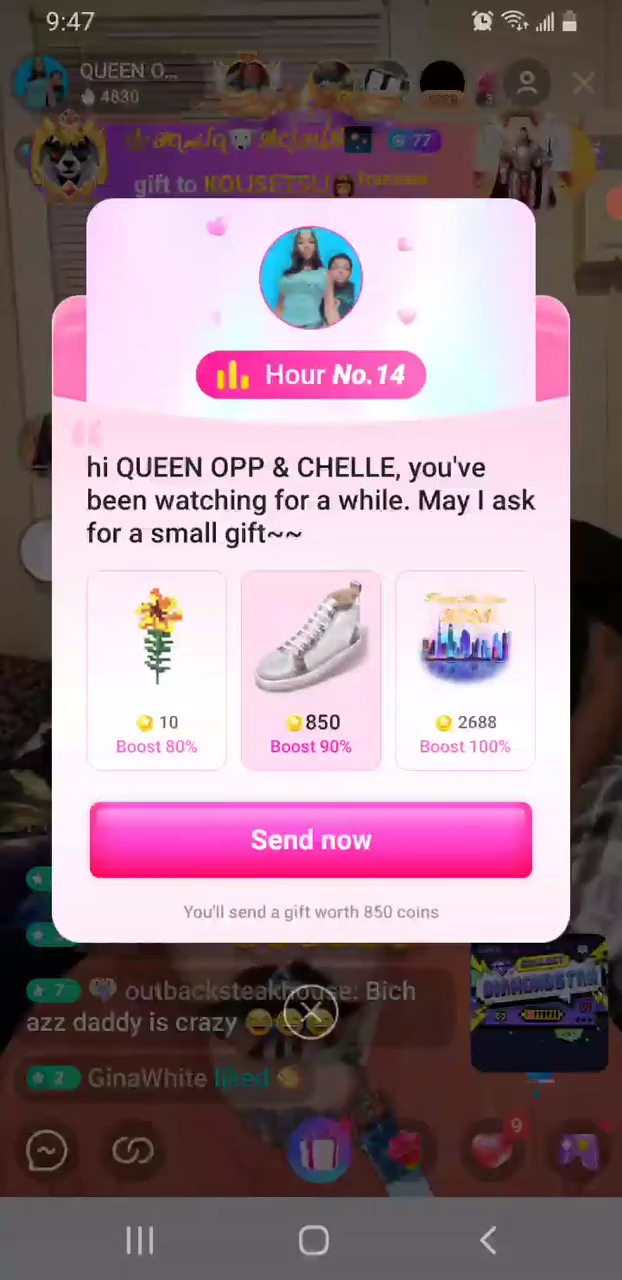 9:47
QUEEN O...
4830
77
gift to KOUSETSU
Hour No.14
hi QUEEN OPP & CHELLE, you've
been watching for a while. May I ask
for a small gift~~
10
Boost 80%
850
Boost 90%
2688
Boost 100%
Send now
You'll send a gift worth 850 coins
7
outbacksteakhouse: Bich
azz daddy is crazy
2
GinaWhite liked
9